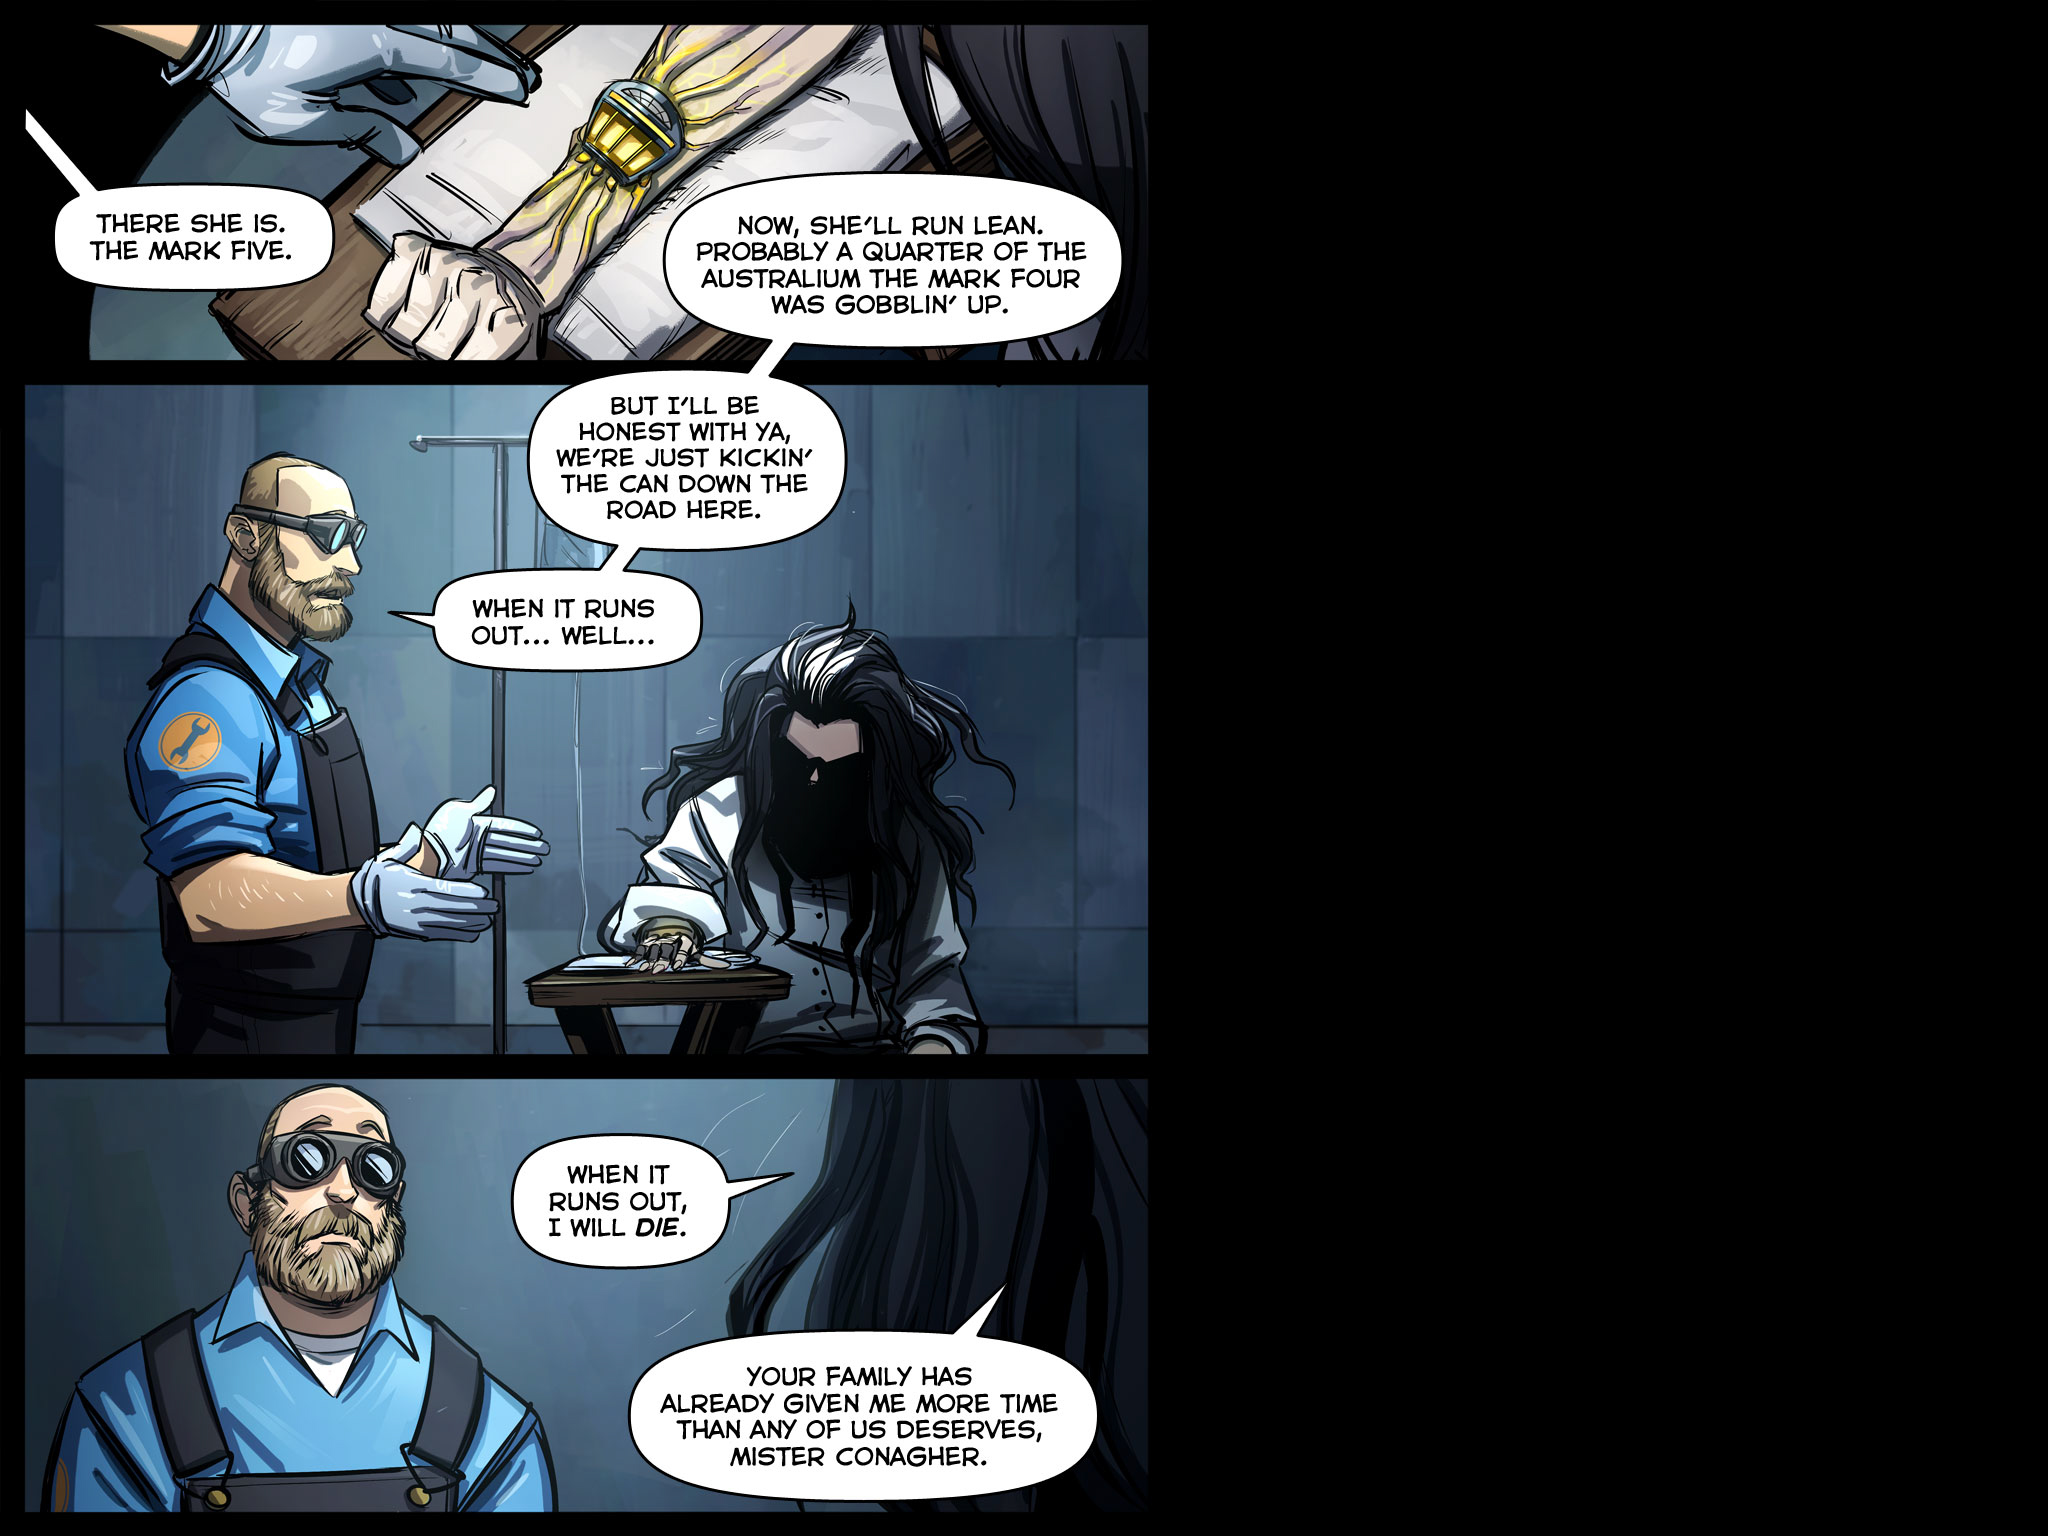 THERE SHE IS.
THE MARK FIVE.
NOW, SHE'LL RUN LEAN.
PROBABLY A QUARTER OF THE
AUSTRALIUM THE MARK FOUR
WAS GOBBLIN' UP.
BUT I'LL BE
HONEST WITH YA,
WE'RE JUST KICKIN'
THE CAN DOWN THE
ROAD HERE.
WHEN IT RUNS
OUT... WELL...
WHEN IT
RUNS OUT,
I WILL DIE.
YOUR FAMILY HAS
ALREADY GIVEN ME MORE TIME
THAN ANY OF US DESERVES,
MISTER CONAGHER.